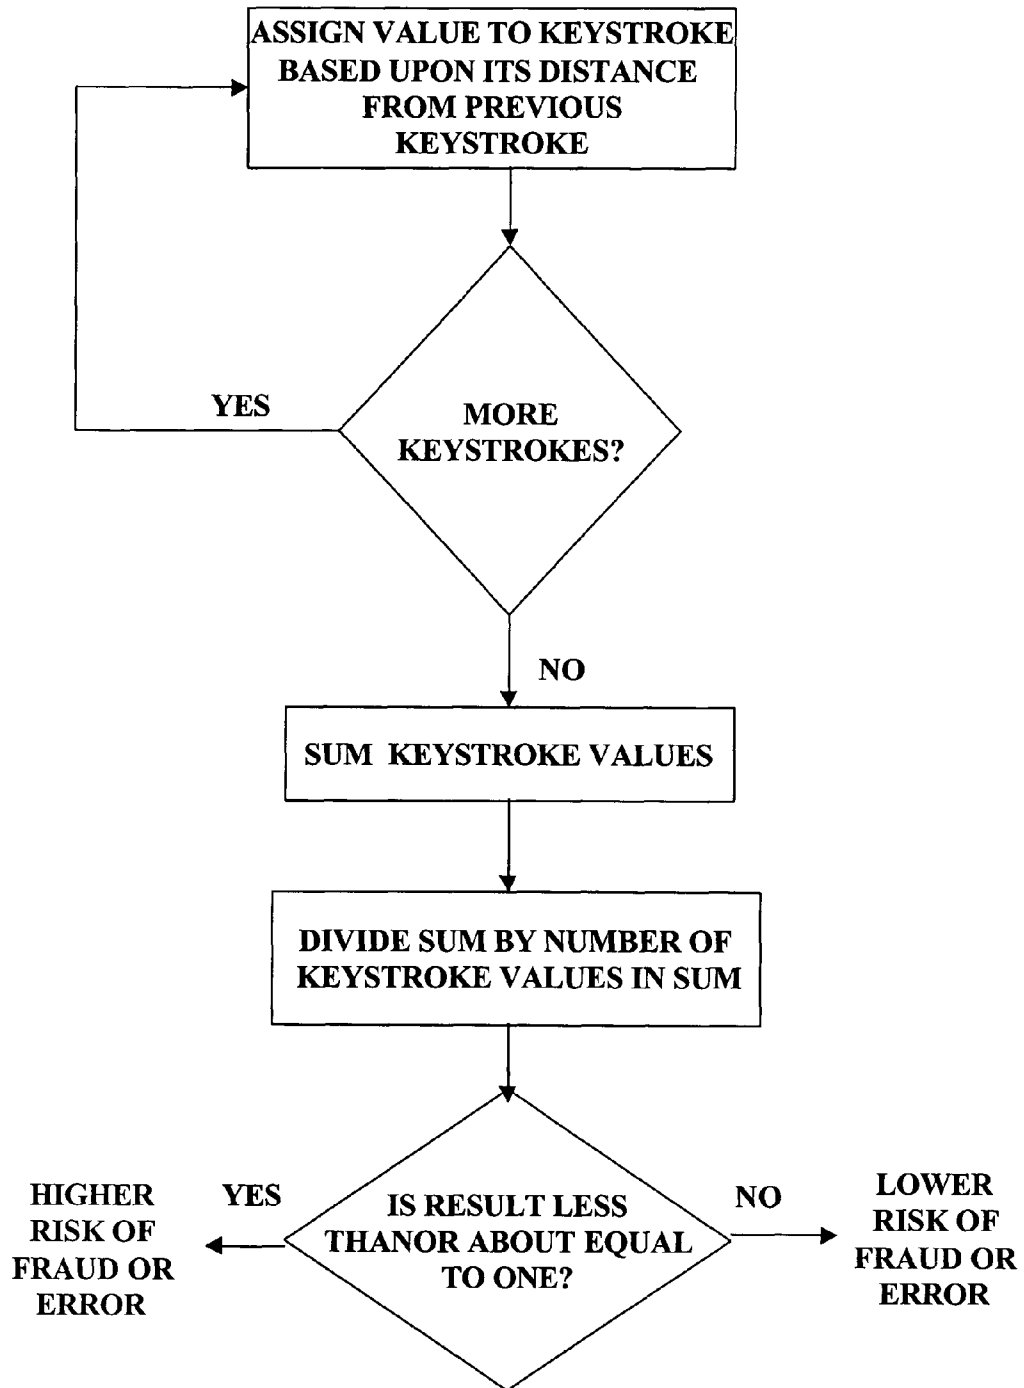 ASSIGN VALUE TO KEYSTROKE
BASED UPON ITS DISTANCE
FROM PREVIOUS
KEYSTROKE
YES
MORE
KEYSTROKES?
NO
SUM KEYSTROKE VALUES
DIVIDE SUM BY NUMBER OF
KEYSTROKE VALUES IN SUM
HIGHER
RISK OF
FRAUD OR
ERROR
YES
IS RESULT LESS
THANOR ABOUT EQUAL
TO ONE?
NO
LOWER
RISK OF
FRAUD OR
ERROR